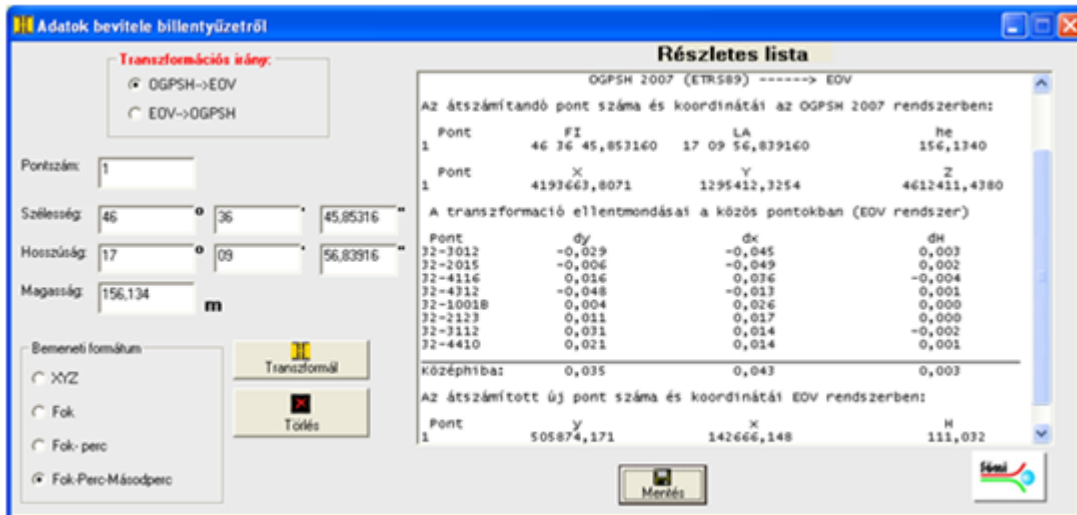 Adatok bevitele billentyűzetről
Transzformációs irány:
OGPSH-->EOV
EOV-->OGPSH
Pontszám: 1
Szélesség: 46 ° 36 ' 45,85316 "
Hosszúság: 17 ° 09 ' 56,83916 "
Magasság: 156,134 m
Bemeneti formátum
XYZ
Fok
Fok- perc
Fok-Perc-Másodperc
Transzformál
Törlés
Részletes lista
OGPSH 2007 (ETRS89) ------> EOV
Az átszámítandó pont száma és koordinátái az OGPSH 2007 rendszerben:
Pont FI LA he
1 46 36 45,853160 17 09 56,839160 156,1340
Pont X Y Z
1 4193663,8071 1295412,3254 4612411,4380
A transzformació ellentmondásai a közös pontokban (EOV rendszer)
Pont dy dx dH
32-3012 -0,029 -0,045 0,003
32-2015 -0,006 -0,049 0,002
32-4116 0,016 0,036 -0,004
32-4312 -0,048 -0,013 0,001
32-1001B 0,004 0,026 0,000
32-2123 0,011 0,017 0,000
32-3112 0,031 0,014 -0,002
32-4410 0,021 0,014 0,001
Középhiba: 0,035 0,043 0,003
Az átszámított új pont száma és koordinátái EOV rendszerben:
Pont y x H
1 505874,171 142666,148 111,032
Mentés